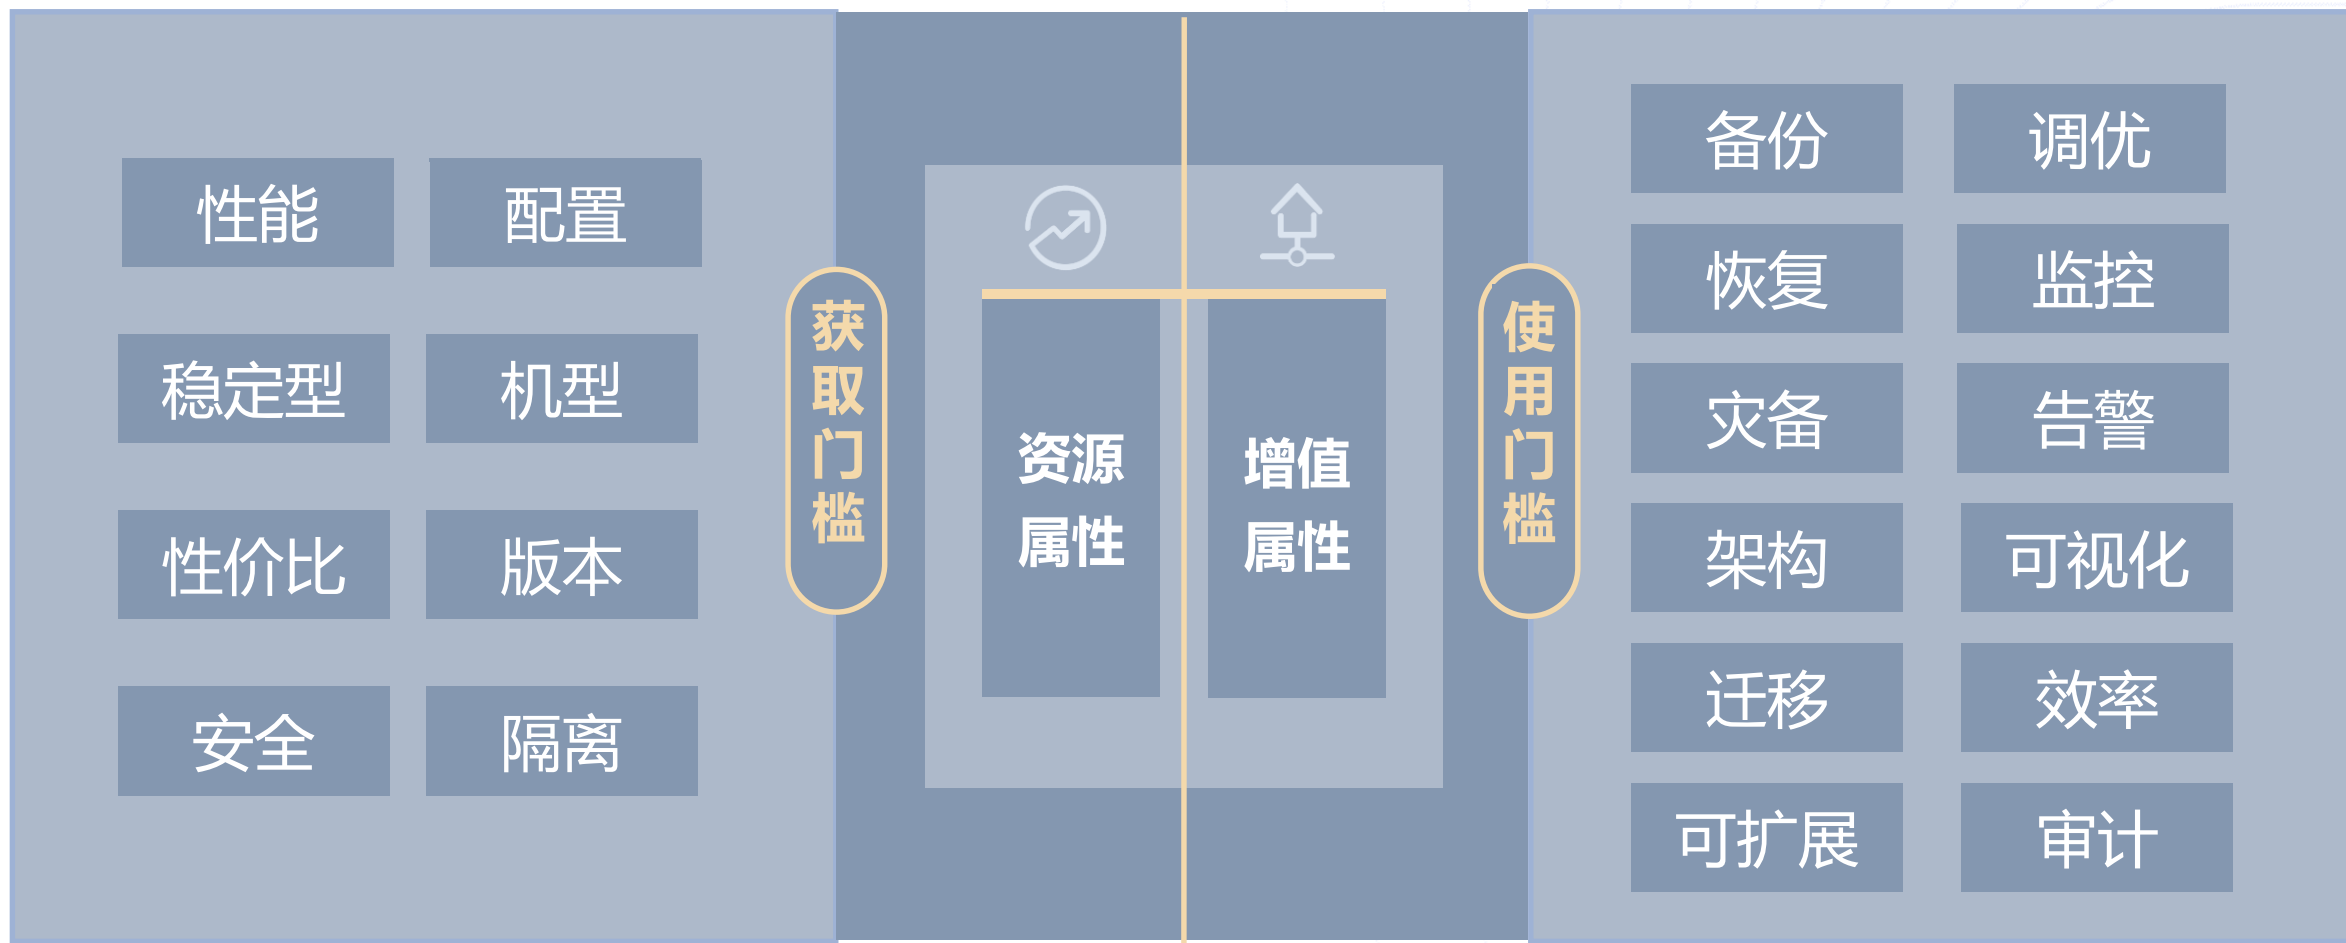 性能
配置
稳定型
机型
性价比
版本
安全
隔离
获取门槛
资源
属性
增值
属性
使用门槛
备份
调优
恢复
监控
灾备
告警
架构
可视化
迁移
效率
可扩展
审计